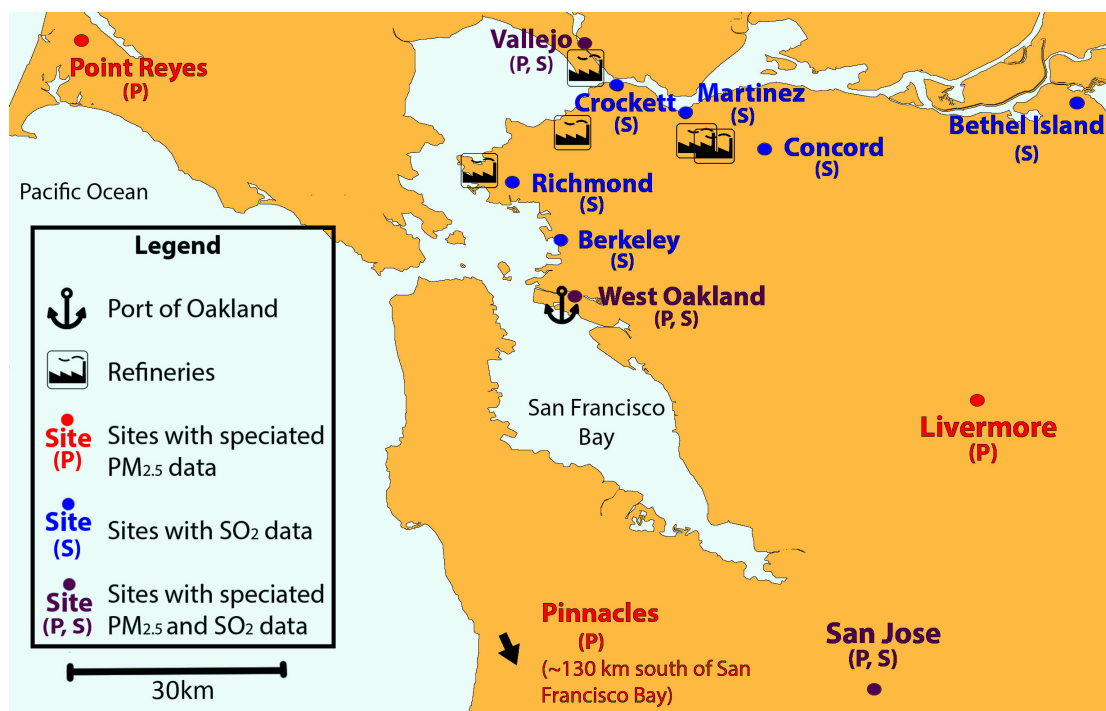 Vallejo
(P, S)
Point Reyes
(P)
Crockett
(S)
Martinez
(S)
Bethel Island
(S)
Concord
(S)
Richmond
(S)
Pacific Ocean
Berkeley
(S)
West Oakland
(P, S)
San Francisco
Bay
Livermore
(P)
Pinnacles
(P)
(~130 km south of San
Francisco Bay)
San Jose
(P, S)
Legend
Port of Oakland
Refineries
Site
(P)
Sites with speciated
PM2.5 data
Site
(S)
Sites with SO2 data
Site
(P, S)
Sites with speciated
PM2.5 and SO2 data
30km